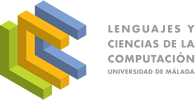 LENGUAJES Y
CIENCIAS DE LA
COMPUTACIÓN
UNIVERSIDAD DE MÁLAGA